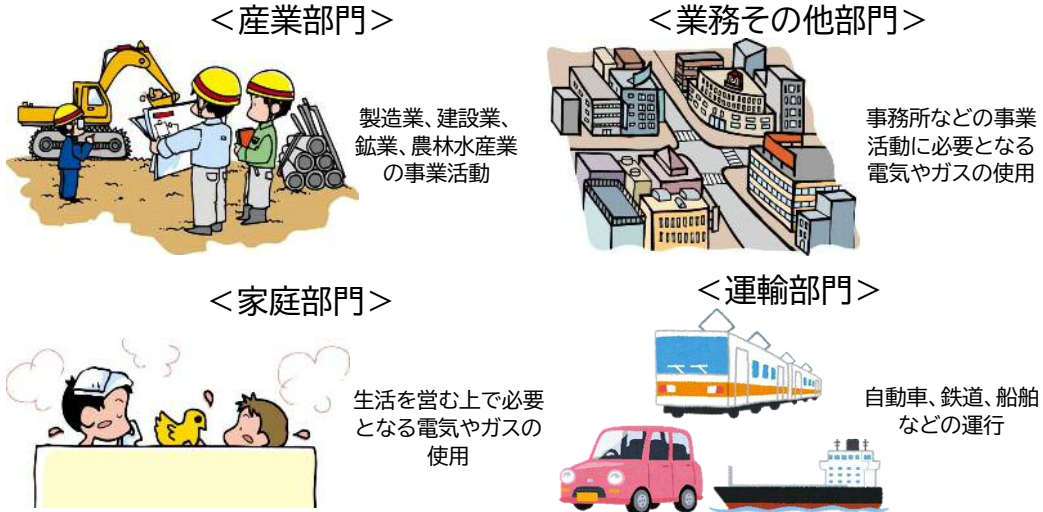 ＜産業部門＞
製造業、建設業、
鉱業、農林水産業
の事業活動
＜業務その他部門＞
事務所などの事業
活動に必要となる
電気やガスの使用
＜家庭部門＞
生活を営む上で必要
となる電気やガスの
使用
＜運輸部門＞
自動車、鉄道、船舶
などの運行